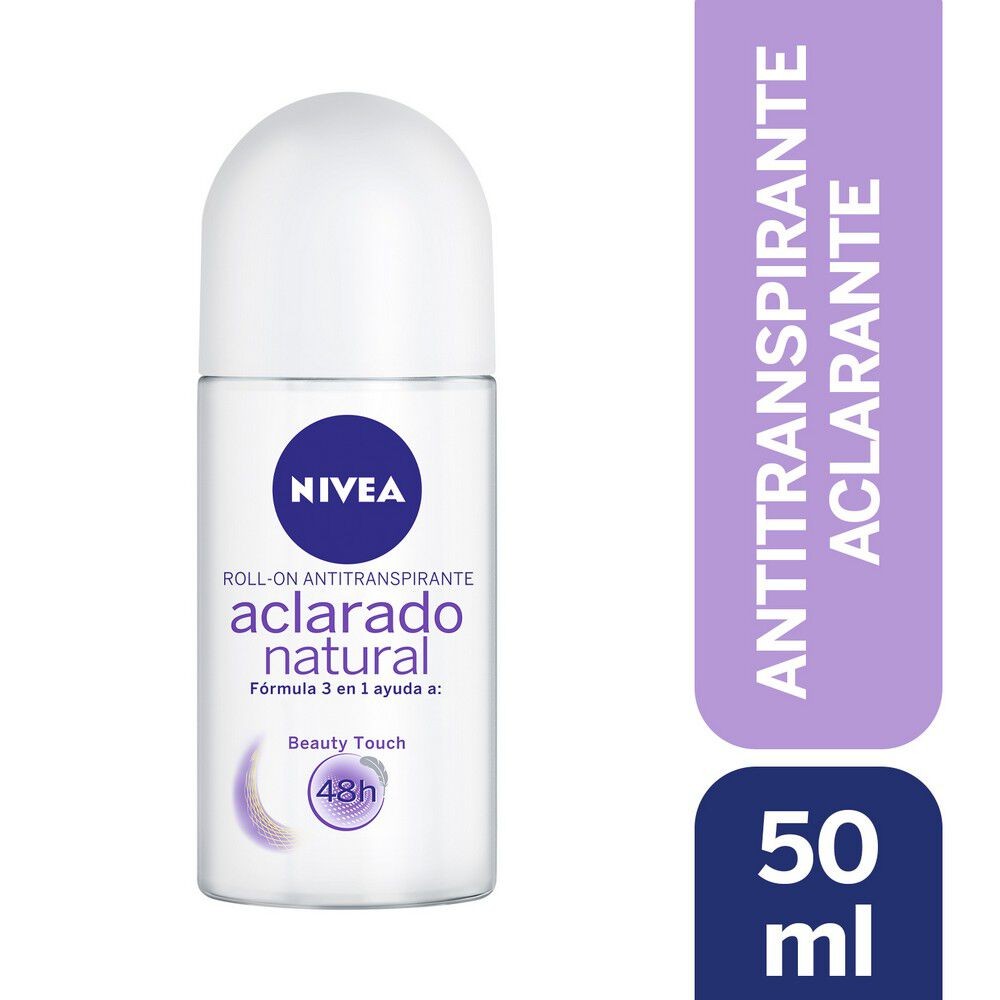 NIVEA
ROLL-ON ANTITRANSPIRANTE
aclarado
natural
Fórmula 3 en 1 ayuda a:
Beauty Touch
48h
ANTITRANSPIRANTE
ACLARANTE
50
ml